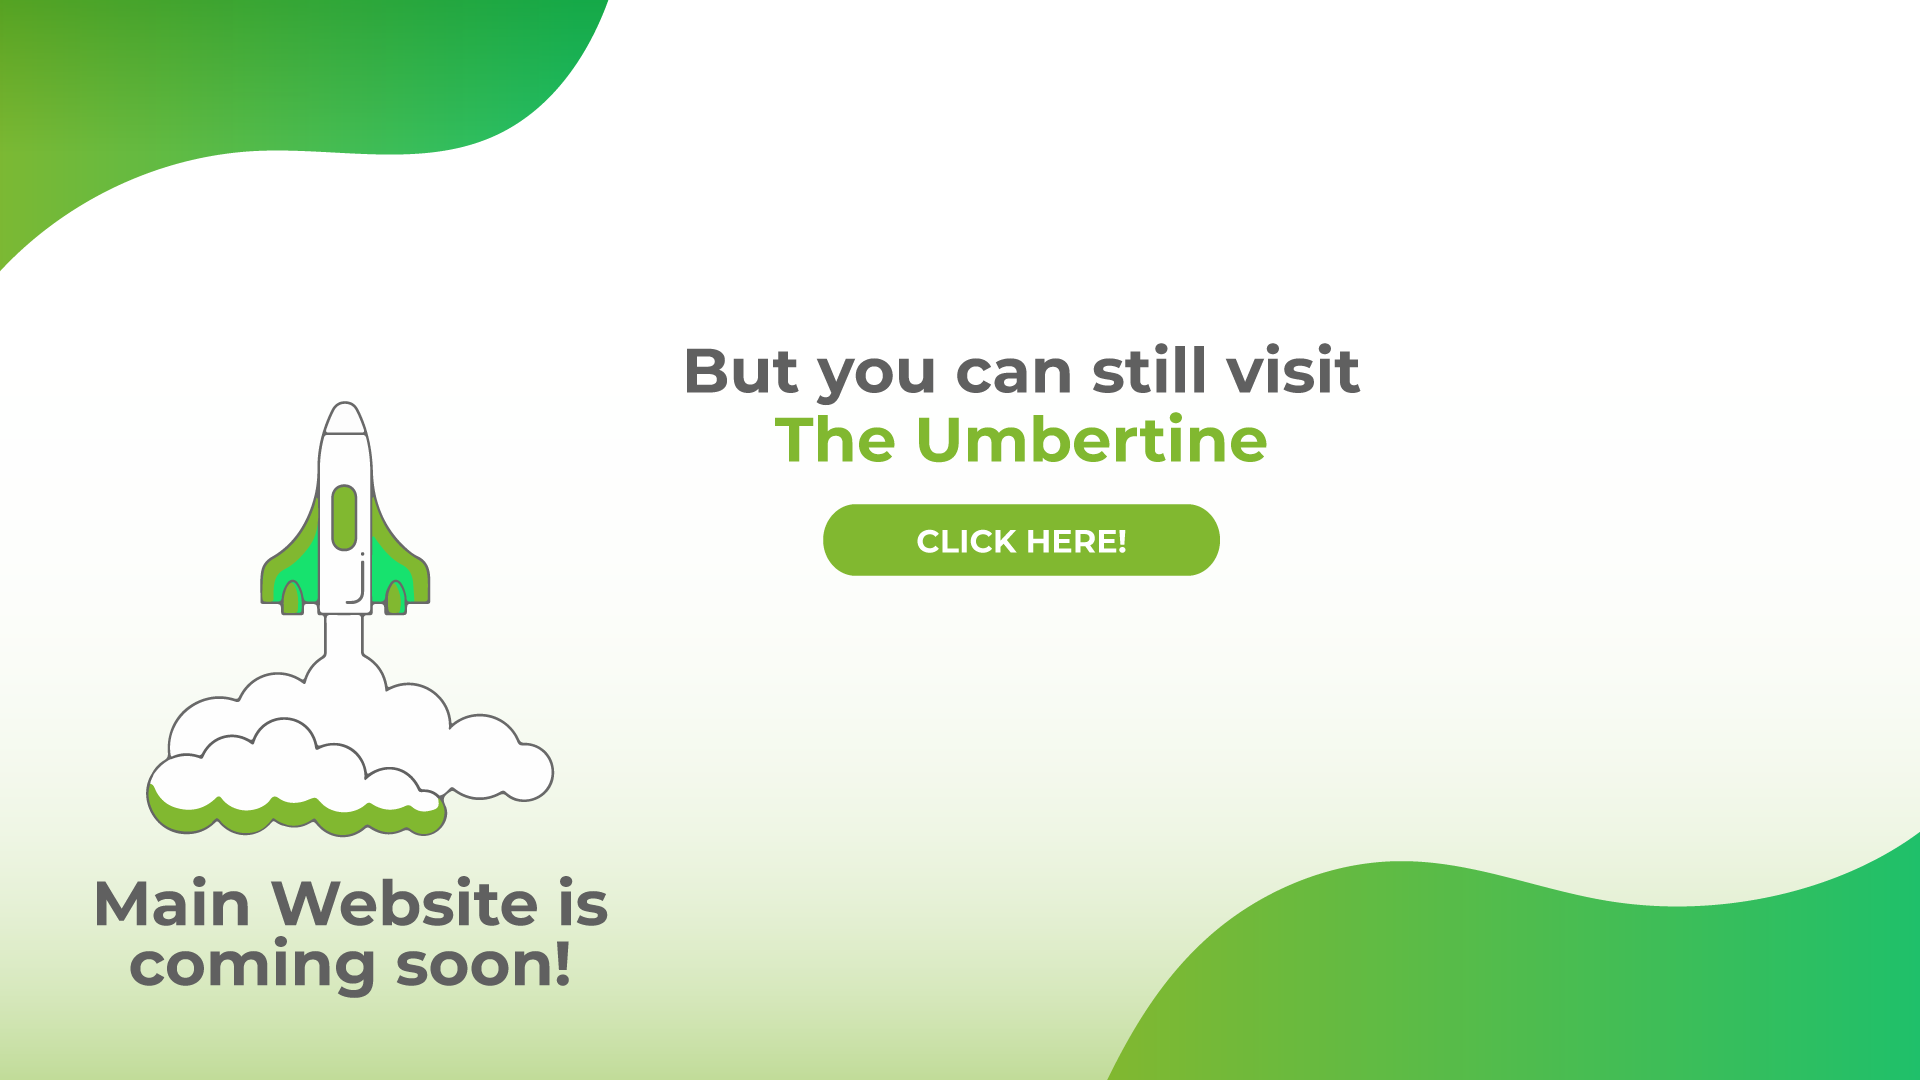 But you can still visit
The Umbertine
CLICK HERE!
Main Website is
coming soon!